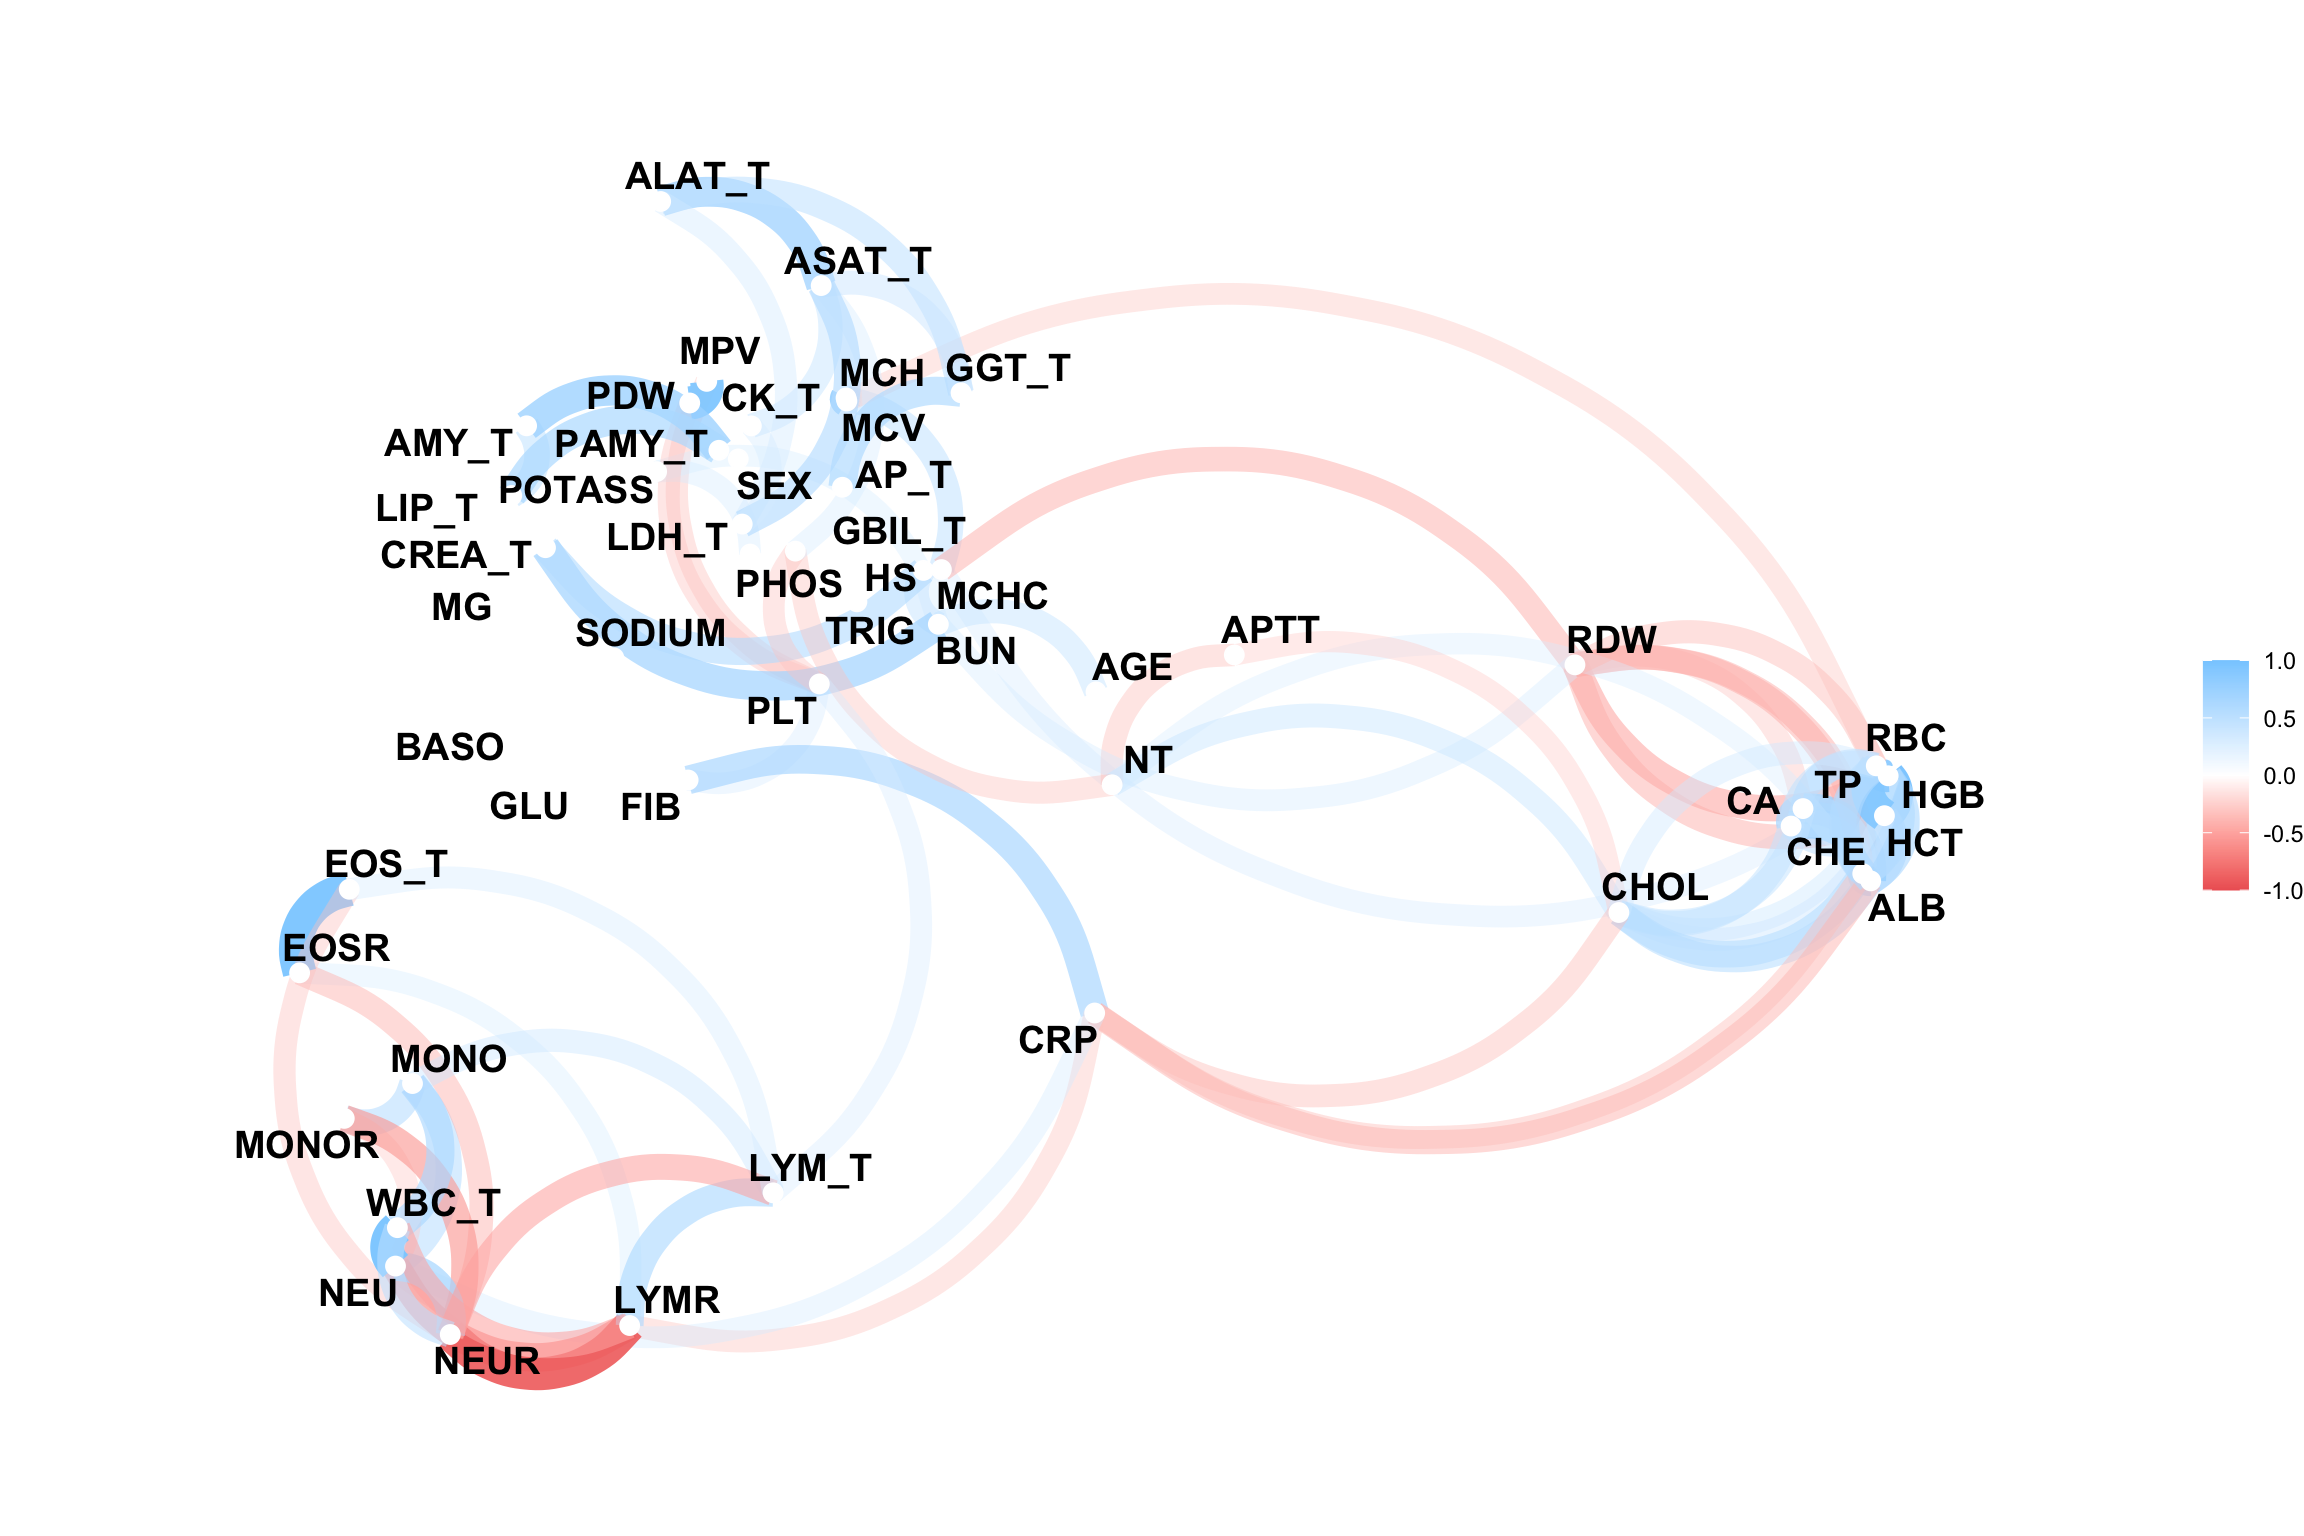 ALAT_T
ASAT_T
MPV
PDW
CK_T
MCH
GGT_T
AMY_T
PAMY_T
MCV
LIP_T
POTASS
SEX
AP_T
CREA_T
LDH_T
GBIL_T
MG
PHOS
HS
MCHC
SODIUM
TRIG
BUN
APTT
RDW
AGE
PLT
BASO
NT
RBC
GLU
FIB
CA
TP
HGB
CHE
HCT
EOS_T
CHOL
ALB
EOSR
CRP
MONO
MONOR
WBC_T
LYM_T
NEU
LYMR
NEUR
1.0
0.5
0.0
-0.5
-1.0